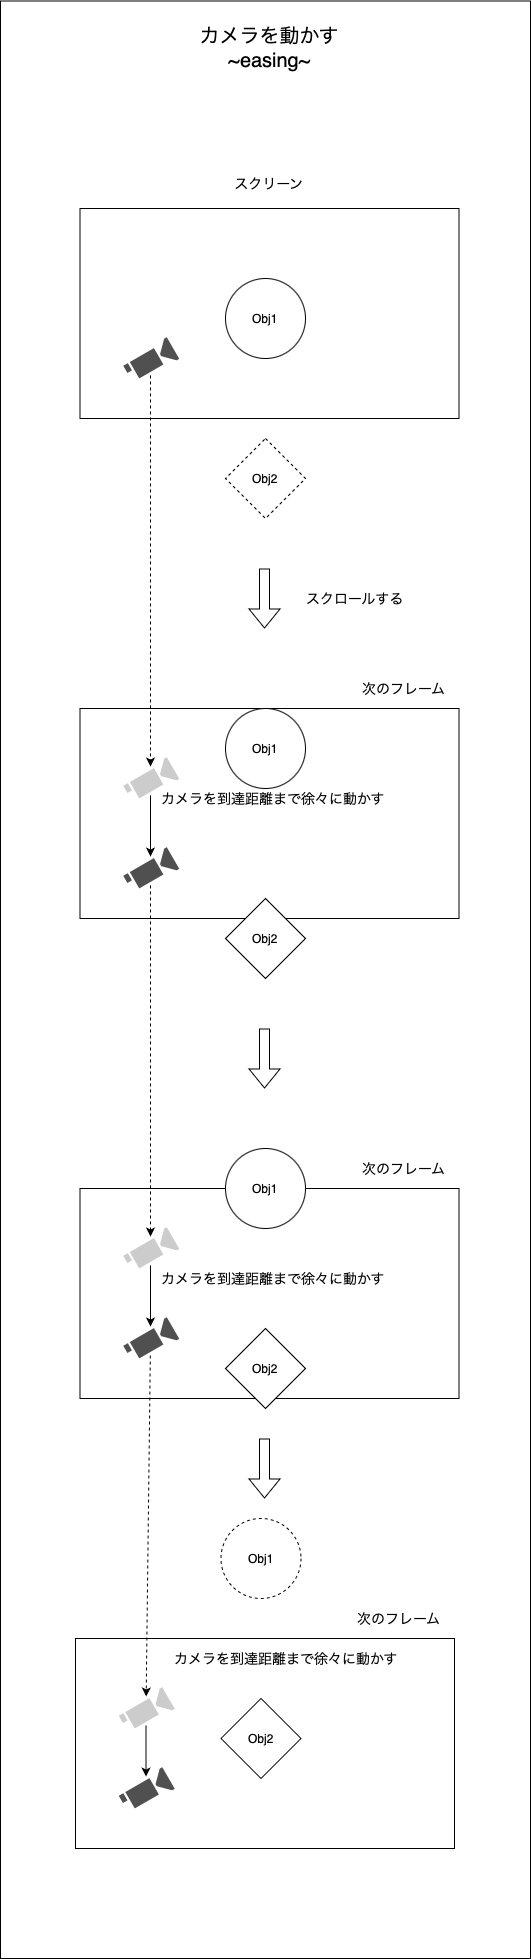 カメラを動かす
~easing~
スクリーン
Obj1
Obj2
スクロールする
次のフレーム
Obj1
カメラを到達距離まで徐々に動かす
Obj2
次のフレーム
Obj1
カメラを到達距離まで徐々に動かす
Obj2
Obj1
次のフレーム
カメラを到達距離まで徐々に動かす
Obj2